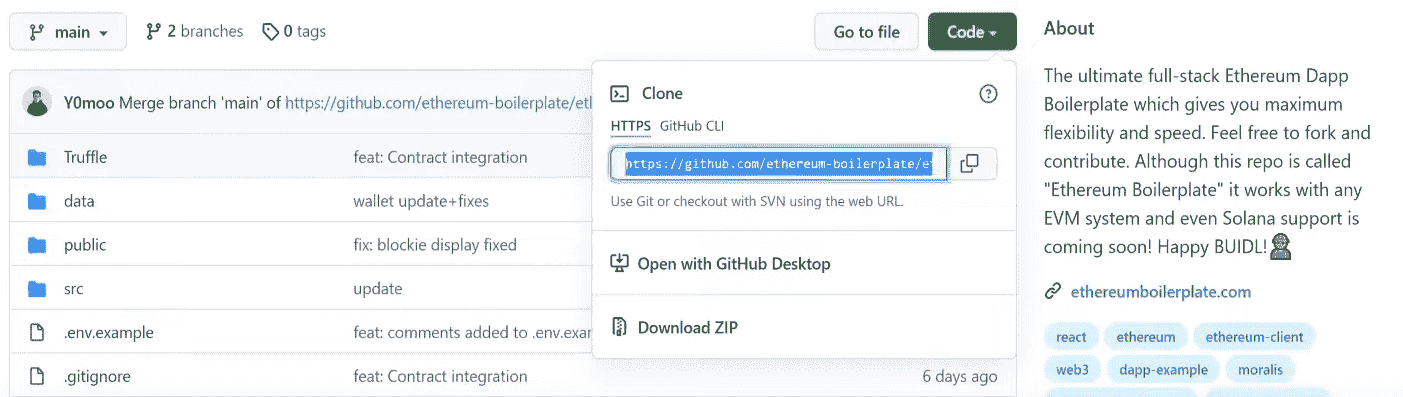 main
2 branches
0 tags
Go to file
Code
Y0moo Merge branch 'main' of https://github.com/ethereum-boilerplate/et
Truffle
feat: Contract integration
data
wallet update+fixes
public
fix: blockie display fixed
src
update
.env.example
feat: comments added to .env.exar
.gitignore
feat: Contract integration
6 days ago
Clone
HTTPS GitHub CLI
https://github.com/ethereum-boilerplate/et
Use Git or checkout with SVN using the web URL.
Open with GitHub Desktop
Download ZIP
About
The ultimate full-stack Ethereum Dapp
Boilerplate which gives you maximum
flexibility and speed. Feel free to fork and
contribute. Although this repo is called
"Ethereum Boilerplate" it works with any
EVM system and even Solana support is
coming soon! Happy BUIDL!
ethereumboilerplate.com
react ethereum ethereum-client
web3 dapp-example moralis